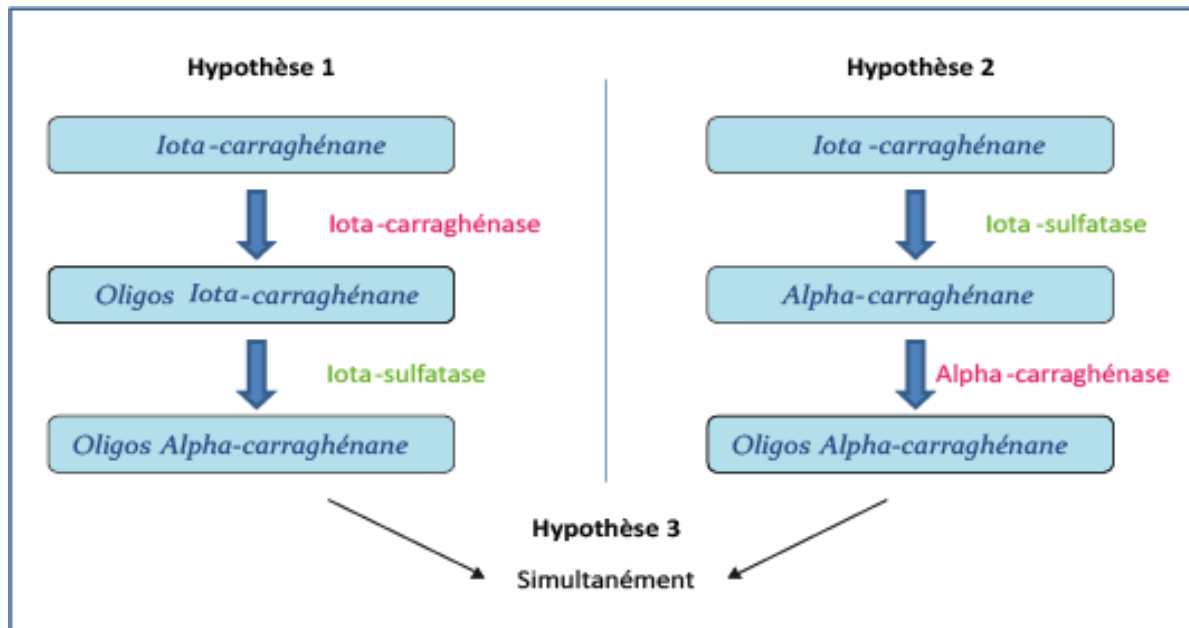 Hypothèse 1
Iota-carraghénane
Iota-carraghénase
Oligos Iota-carraghénane
Iota-sulfatase
Oligos Alpha-carraghénane
Hypothèse 2
Iota-carraghénane
Iota-sulfatase
Alpha-carraghénane
Alpha-carraghénase
Oligos Alpha-carraghénane
Hypothèse 3
Simultanément